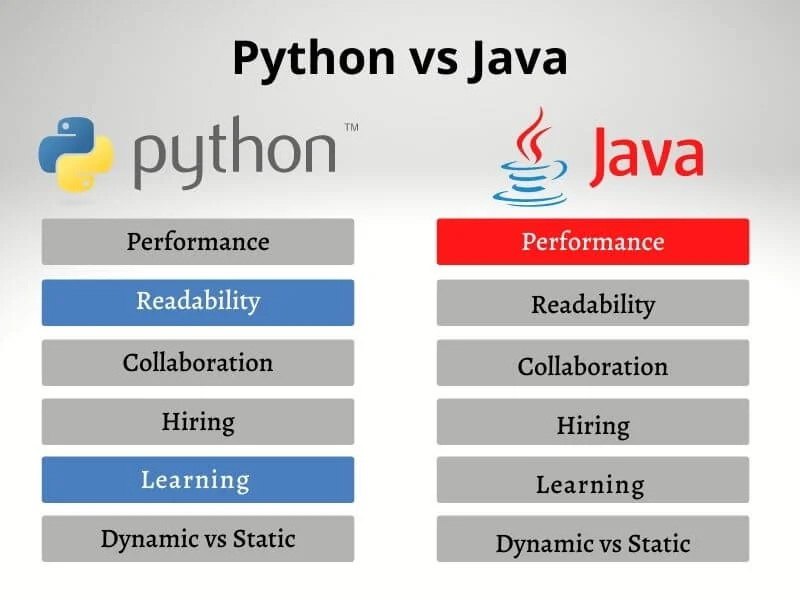 Python vs Java
python™
Java
Performance
Performance
Readability
Readability
Collaboration
Collaboration
Hiring
Hiring
Learning
Learning
Dynamic vs Static
Dynamic vs Static